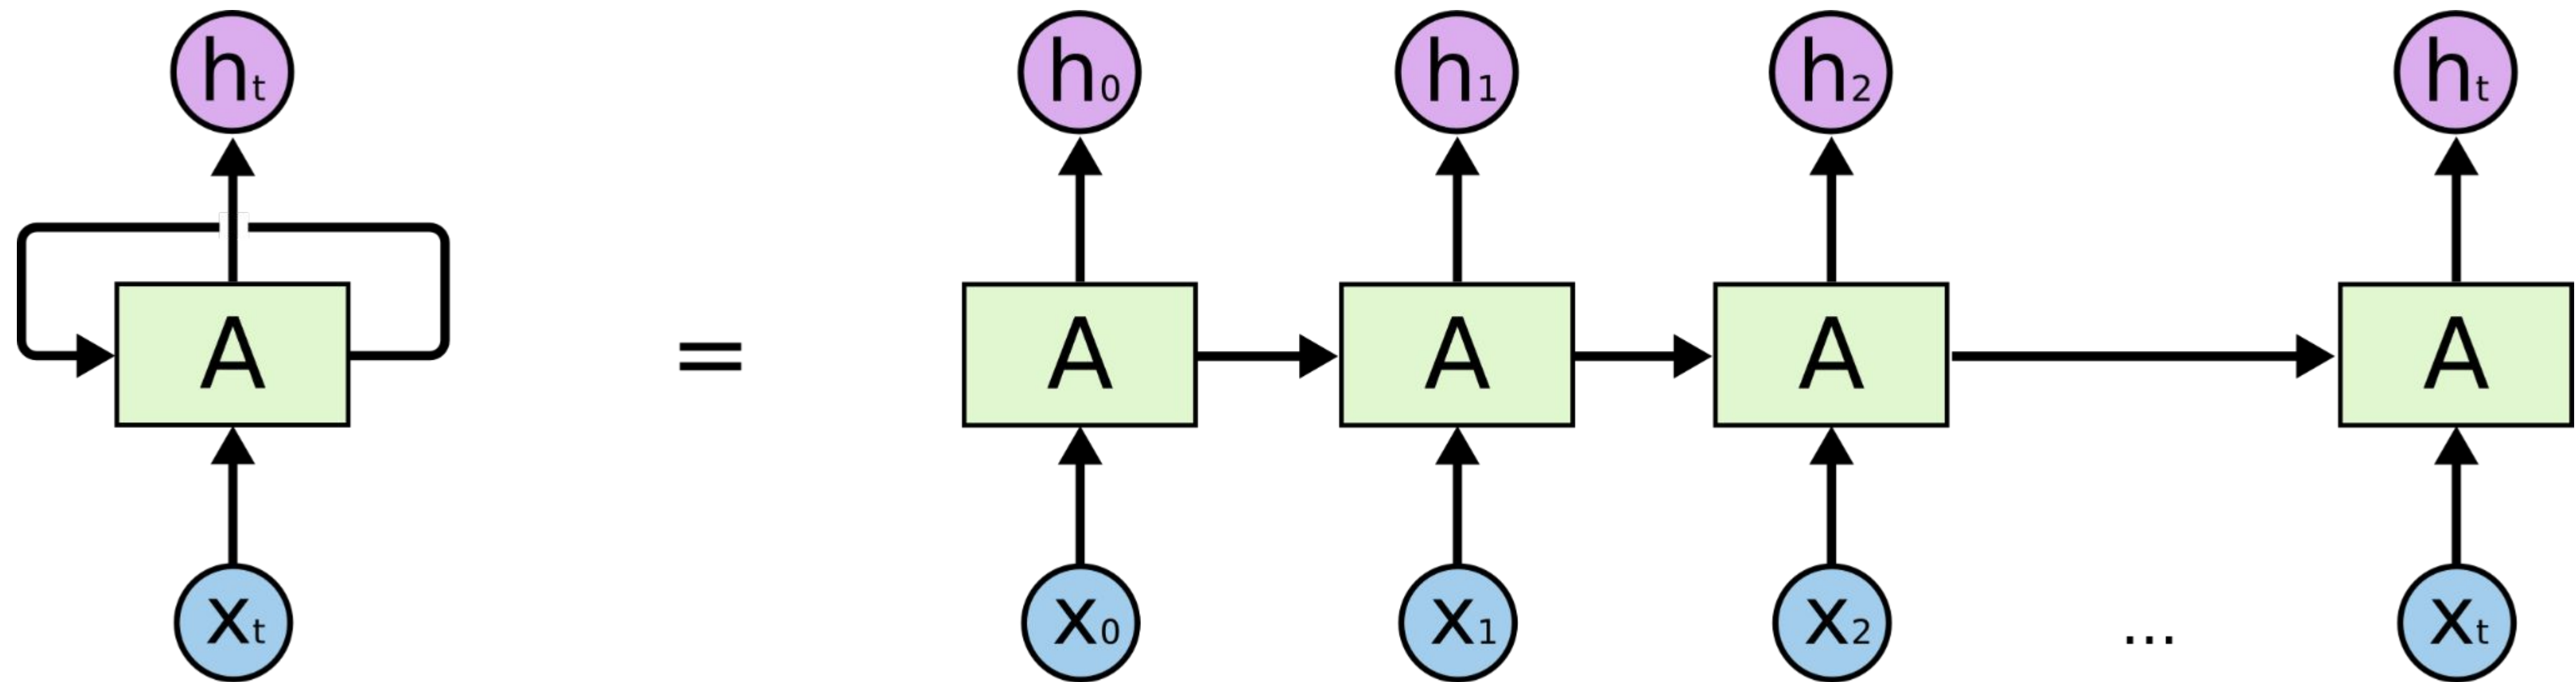 hₜ h₀ h₁ h₂ hₜ
A = A A A A
xₜ x₀ x₁ x₂ ... xₜ